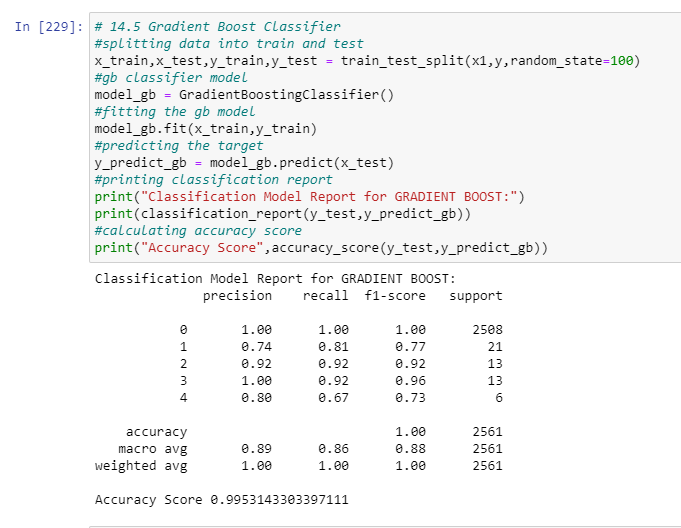 In [229]: # 14.5 Gradient Boost Classifier
#splitting data into train and test
x_train,x_test,y_train,y_test = train_test_split(x1,y,random_state=100)
#gb classifier model
model_gb = GradientBoostingClassifier()
#fitting the gb model
model_gb.fit(x_train,y_train)
#predicting the target
y_predict_gb = model_gb.predict(x_test)
#printing classification report
print("Classification Model Report for GRADIENT BOOST:")
print(classification_report(y_test,y_predict_gb))
#calculating accuracy score
print("Accuracy Score",accuracy_score(y_test,y_predict_gb))
Classification Model Report for GRADIENT BOOST:
precision recall f1-score support
0 1.00 1.00 1.00 2508
1 0.74 0.81 0.77 21
2 0.92 0.92 0.92 13
3 1.00 0.92 0.96 13
4 0.80 0.67 0.73 6
accuracy 1.00 2561
macro avg 0.89 0.86 0.88 2561
weighted avg 1.00 1.00 1.00 2561
Accuracy Score 0.9953143303397111